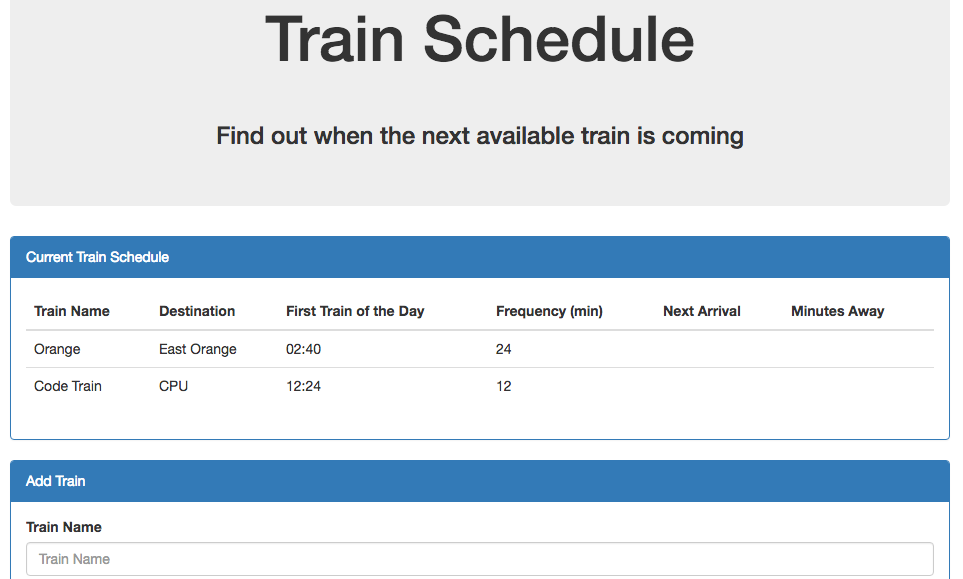 Train Schedule
Find out when the next available train is coming
Current Train Schedule
Train Name Destination First Train of the Day Frequency (min) Next Arrival Minutes Away
Orange East Orange 02:40 24
Code Train CPU 12:24 12
Add Train
Train Name
Train Name